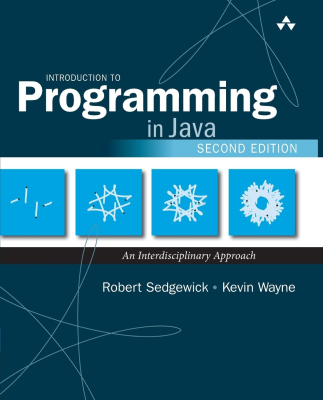 INTRODUCTION TO
Programming
in Java
SECOND EDITION
An Interdisciplinary Approach
Robert Sedgewick • Kevin Wayne